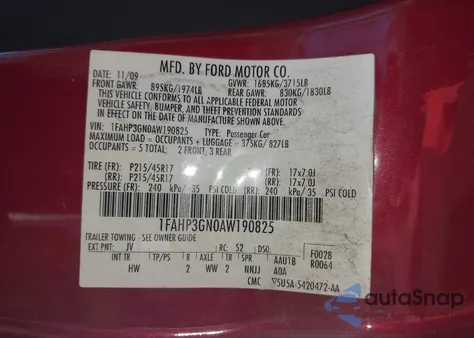 MFD. BY FORD MOTOR CO.
DATE: 11/09
GVWR: 1685KG/3715LB
FRONT GAWR: 895KG/1974LB
REAR GAWR: 830KG/1830LB
THIS VEHICLE CONFORMS TO ALL APPLICABLE FEDERAL MOTOR
VEHICLE SAFETY, BUMPER, AND THEFT PREVENTION STANDARDS
IN EFFECT ON THE DATE OF MANUFACTURE SHOWN ABOVE.
VIN: 1FAHP3GN0AW190825 TYPE: Passenger Car
MAXIMUM LOAD = OCCUPANTS + LUGGAGE = 375KG/827LB
OCCUPANTS = 5 TOTAL: 2 FRONT, 3 REAR
TIRE (FR): P215/45R17 (FR): 17x7.0J
(RR): P215/45R17 (RR): 17x7.0J
PRESSURE (FR): 240 kPa/ 35 PSI COLD
(RR): 240 kPa/ 35 PSI COLD
1FAHP3GN0AW190825
TRAILER TOWING - SEE OWNER GUIDE
EXT PNT: JV RC: 52 DSO:
INT TR TP/PS R AXLE TR SPR AAU1B F0028
HW 2 WW 2 NNJJ A0A R0064
CMC 5U5A-5420472-AA
autoSnap